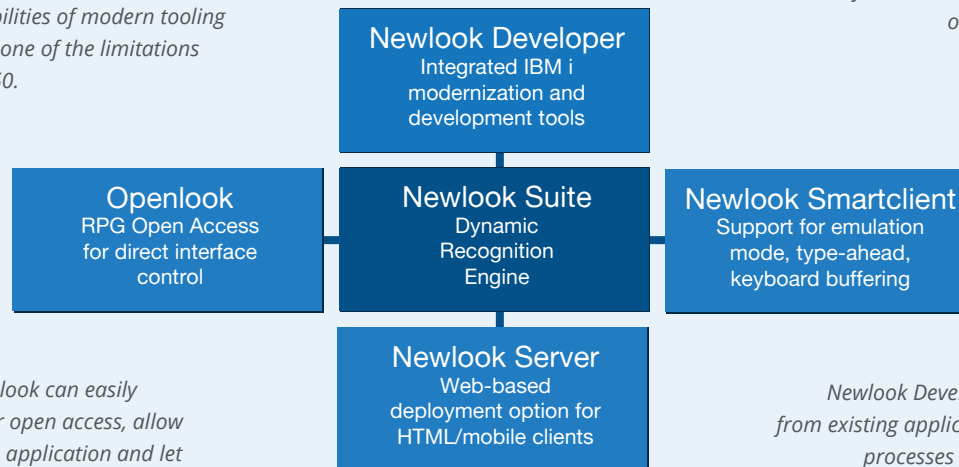 bilities of modern tooling
one of the limitations
Newlook Developer
Integrated IBM i
modernization and
development tools
Openlook
RPG Open Access
for direct interface
control
Newlook Suite
Dynamic
Recognition
Engine
Newlook Smartclient
Support for emulation
mode, type-ahead,
keyboard buffering
Newlook Server
Web-based
deployment option for
HTML/mobile clients
look can easily
open access, allow
application and let
Newlook Deve
from existing applic
processes